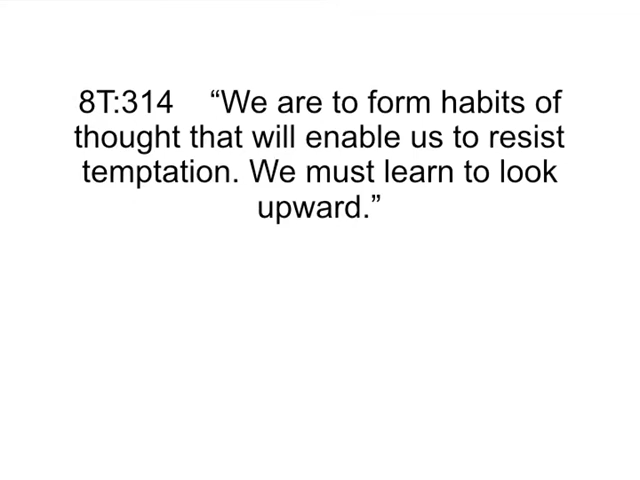 8T:314    “We are to form habits of
thought that will enable us to resist
temptation. We must learn to look
upward.”